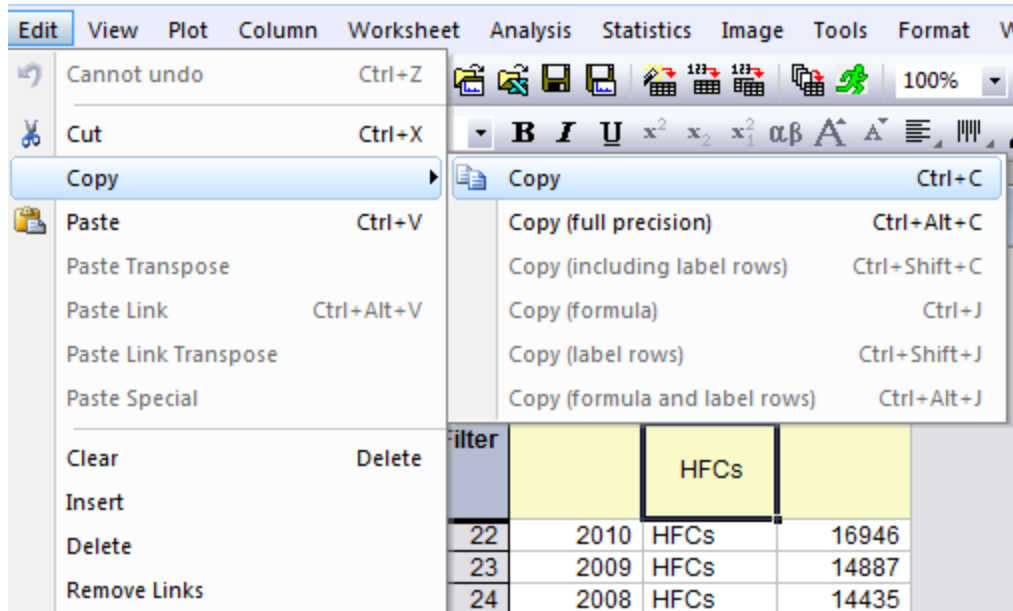 Edit View Plot Column Worksheet Analysis Statistics Image Tools Format
Cannot undo Ctrl+Z
100%
Cut Ctrl+X
B I U x² x₂ x²₁ αβ A A
Copy
Copy Ctrl+C
Paste Ctrl+V
Copy (full precision) Ctrl+Alt+C
Paste Transpose
Copy (including label rows) Ctrl+Shift+C
Paste Link Ctrl+Alt+V
Copy (formula) Ctrl+J
Paste Link Transpose
Copy (label rows) Ctrl+Shift+J
Paste Special
Copy (formula and label rows) Ctrl+Alt+J
Clear Delete
Filter
HFCs
Insert
Delete
22 2010 HFCs 16946
23 2009 HFCs 14887
Remove Links
24 2008 HFCs 14435